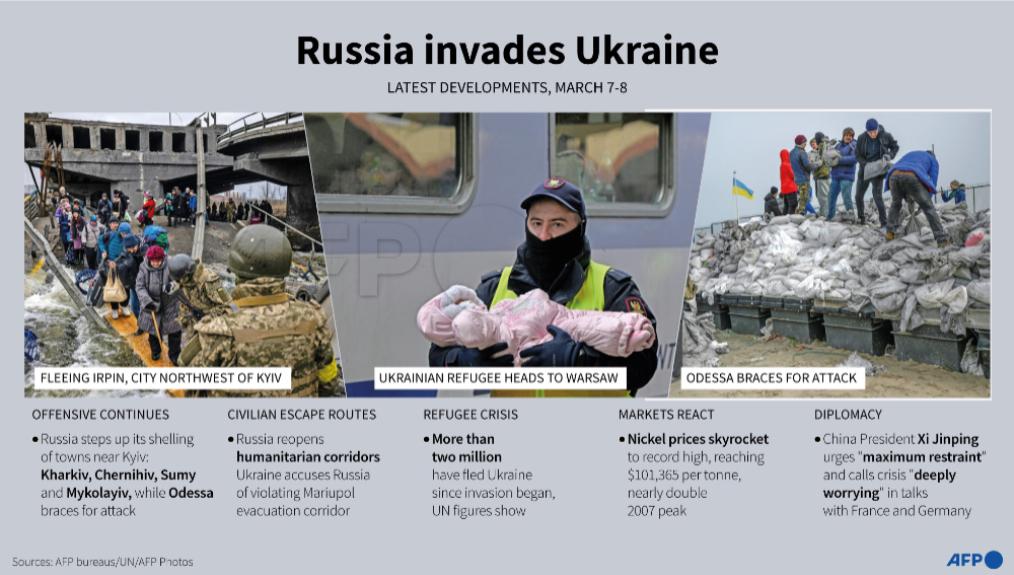 Russia invades Ukraine
LATEST DEVELOPMENTS, MARCH 7-8
AFP
FLEEING IRPIN, CITY NORTHWEST OF KYIV
UKRAINIAN REFUGEE HEADS TO WARSAW
ODESSA BRACES FOR ATTACK
OFFENSIVE CONTINUES
• Russia steps up its shelling
of towns near Kyiv:
Kharkiv, Chernihiv, Sumy
and Mykolayiv, while Odessa
braces for attack
CIVILIAN ESCAPE ROUTES
• Russia reopens
humanitarian corridors
Ukraine accuses Russia
of violating Mariupol
evacuation corridor
REFUGEE CRISIS
• More than
two million
have fled Ukraine
since invasion began,
UN figures show
MARKETS REACT
• Nickel prices skyrocket
to record high, reaching
$101,365 per tonne,
nearly double
2007 peak
DIPLOMACY
• China President Xi Jinping
urges "maximum restraint"
and calls crisis "deeply
worrying" in talks
with France and Germany
Sources: AFP bureaus/UN/AFP Photos
AFP